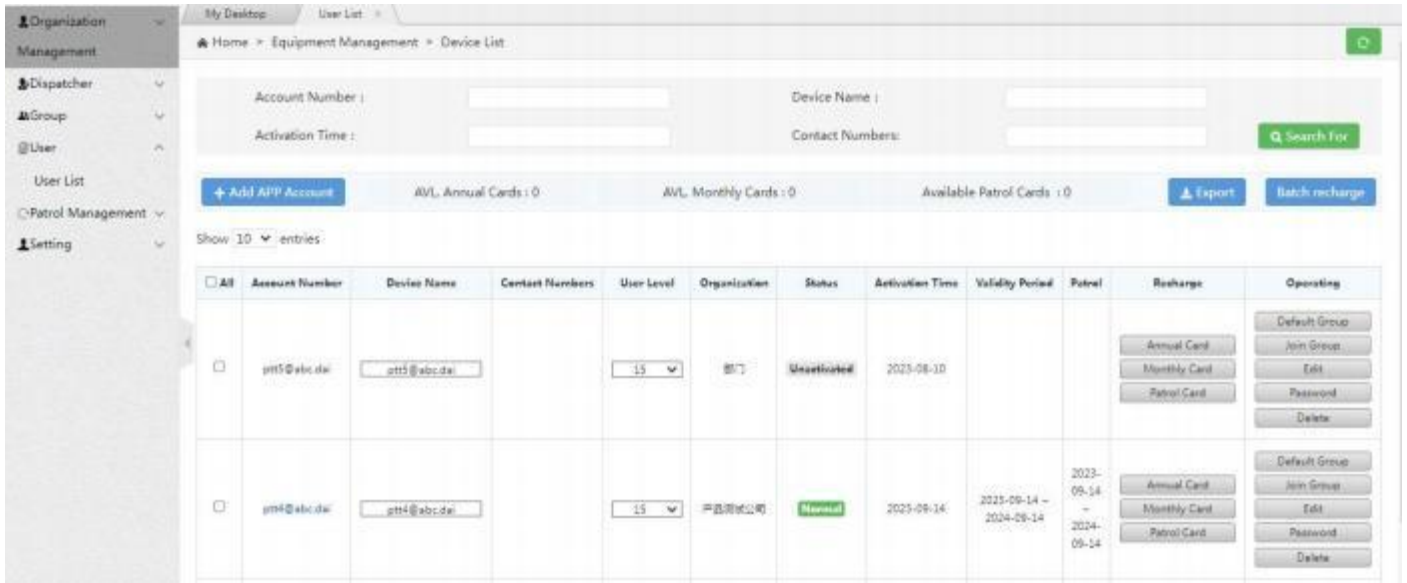 Organization
Management
Dispatcher
Group
User
User List
Patrol Management
Setting
My Desktop
User List
Home > Equipment Management > Device List
Account Number :
Device Name :
Activation Time :
Contact Numbers:
Search For
+ Add APP Account
AVL. Annual Cards : 0
AVL. Monthly Cards : 0
Available Patrol Cards : 0
Export
Batch recharge
Show 10 entries
All Account Number Device Name Contact Numbers User Level Organization Status Activation Time Validity Period Patrol Recharge Operating
ptt5@abc.dai ptt5@abc.dai 15 部门 Unactivated 2023-08-10
Annual Card
Monthly Card
Patrol Card
Default Group
Join Group
Edit
Password
Delete
ptt4@abc.dai ptt4@abc.dai 15 产品测试公司 Normal 2023-09-14
2023-09-14 ~
2024-09-14
2023-
09-14
~
2024-
09-14
Annual Card
Monthly Card
Patrol Card
Default Group
Join Group
Edit
Password
Delete